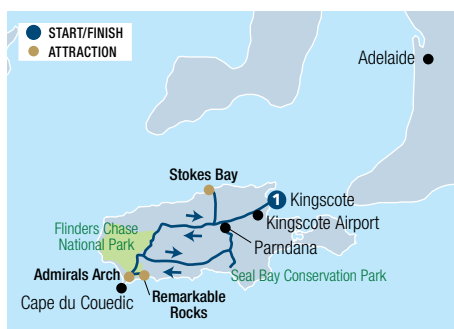 START/FINISH
ATTRACTION
Adelaide
Stokes Bay
1 Kingscote
Kingscote Airport
Flinders Chase
National Park
Parndana
Admirals Arch
Seal Bay Conservation Park
Cape du Couedic
Remarkable
Rocks